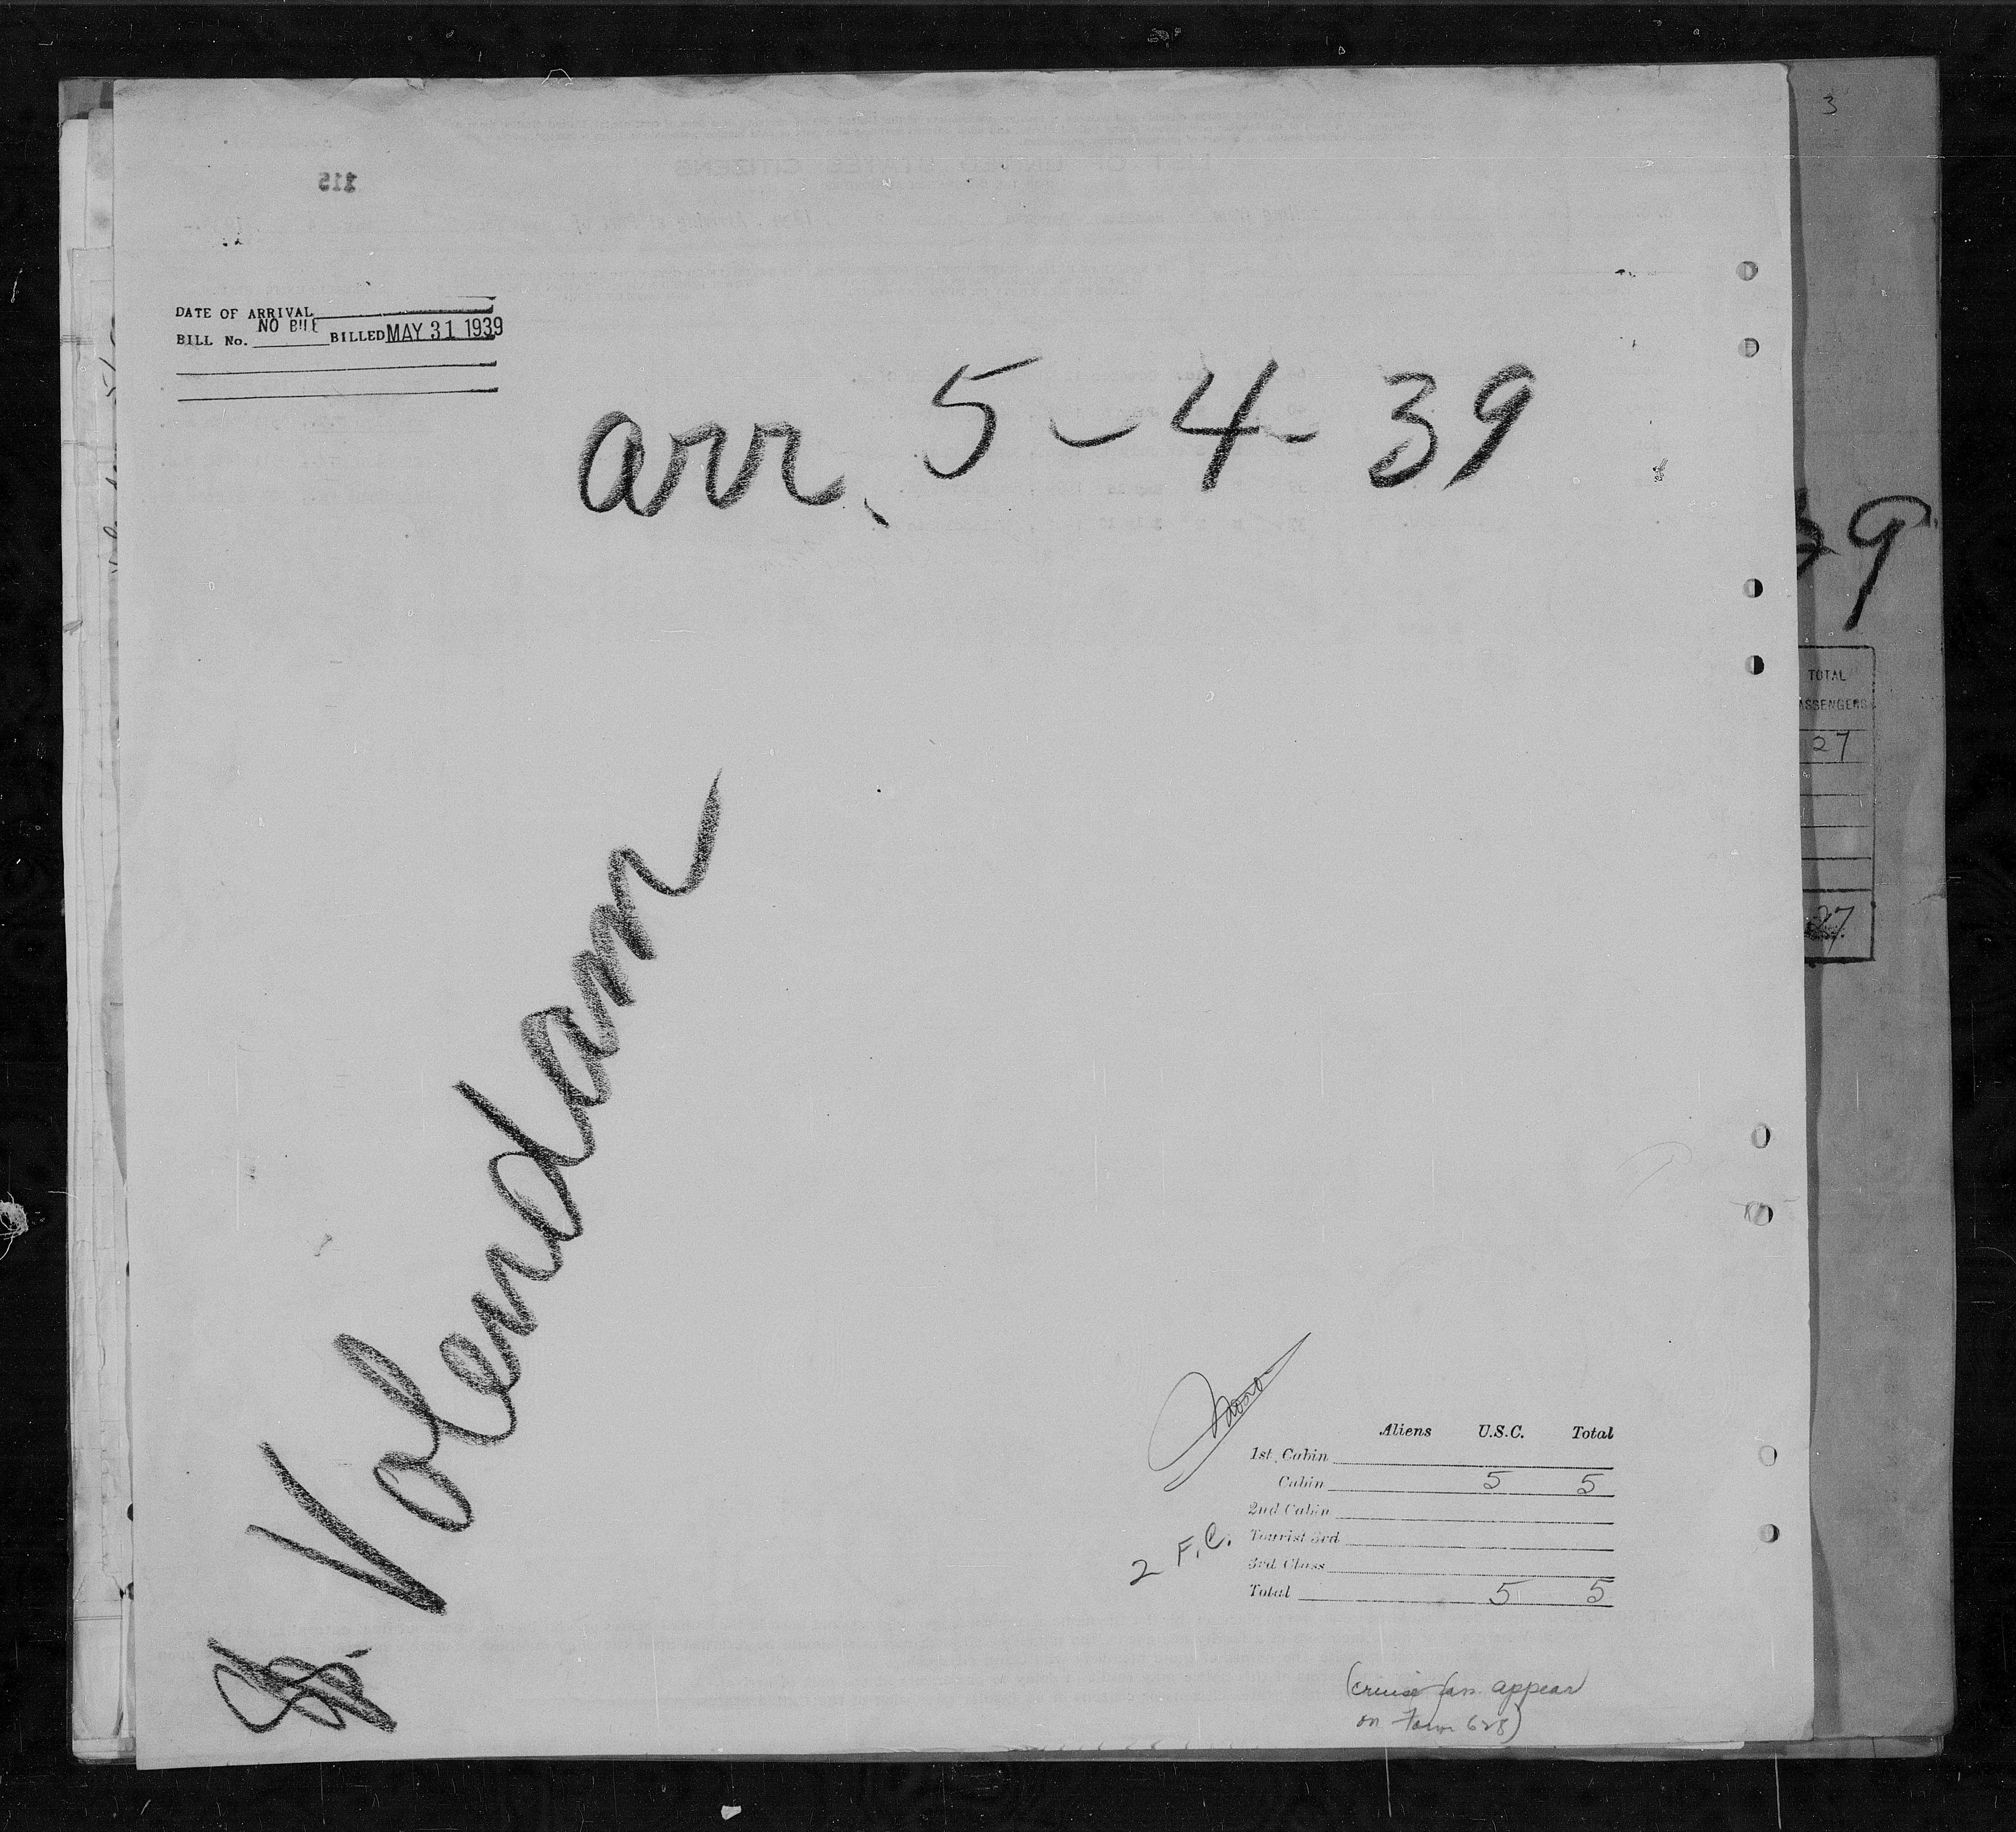 3
DATE OF ARRIVAL
BILL No. NO BILL BILLED MAY 31 1939
arr. 5-4-39
39
TOTAL
PASSENGERS
27
27
Volendam
SS.
Aliens U.S.C. Total
1st. Cabin
Cabin 5 5
2nd Cabin
2 F.C. Tourist 3rd
3rd Class
Total 5 5
(cruise pass appear
on Form 628)